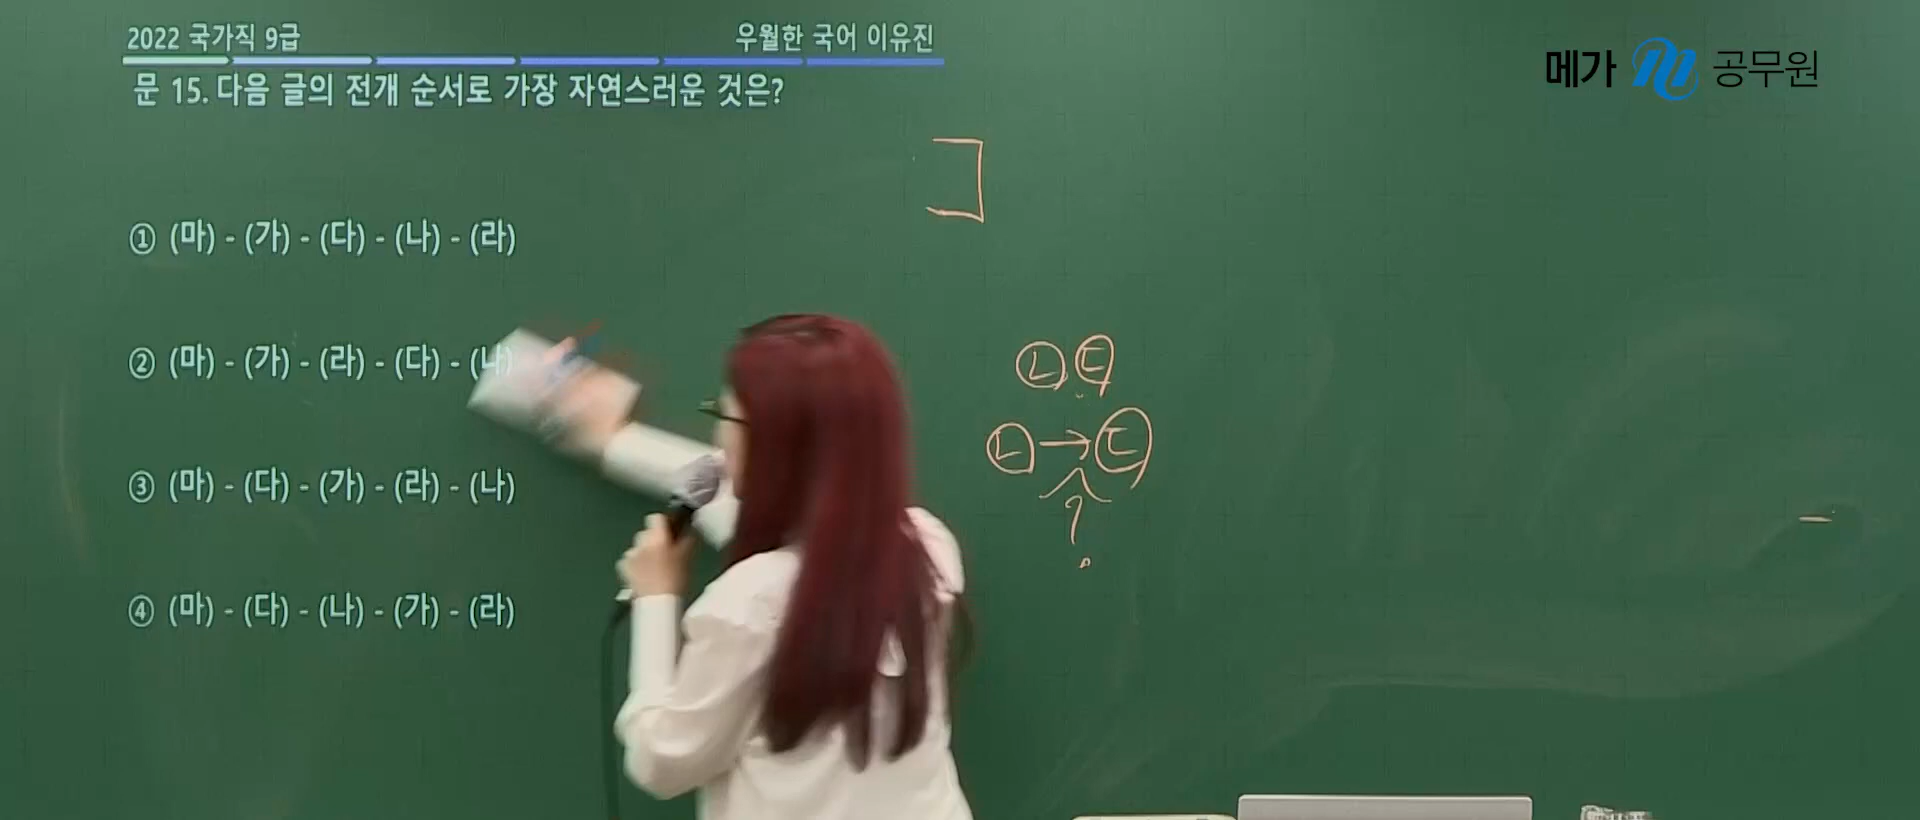 2022 국가직 9급
우월한 국어 이유진
메가 공무원
문 15. 다음 글의 전개 순서로 가장 자연스러운 것은?
① (마) - (가) - (다) - (나) - (라)
② (마) - (가) - (라) - (다) - (나)
③ (마) - (다) - (가) - (라) - (나)
④ (마) - (다) - (나) - (가) - (라)
ㄴ ㄷ
ㄴ → ㄷ
?